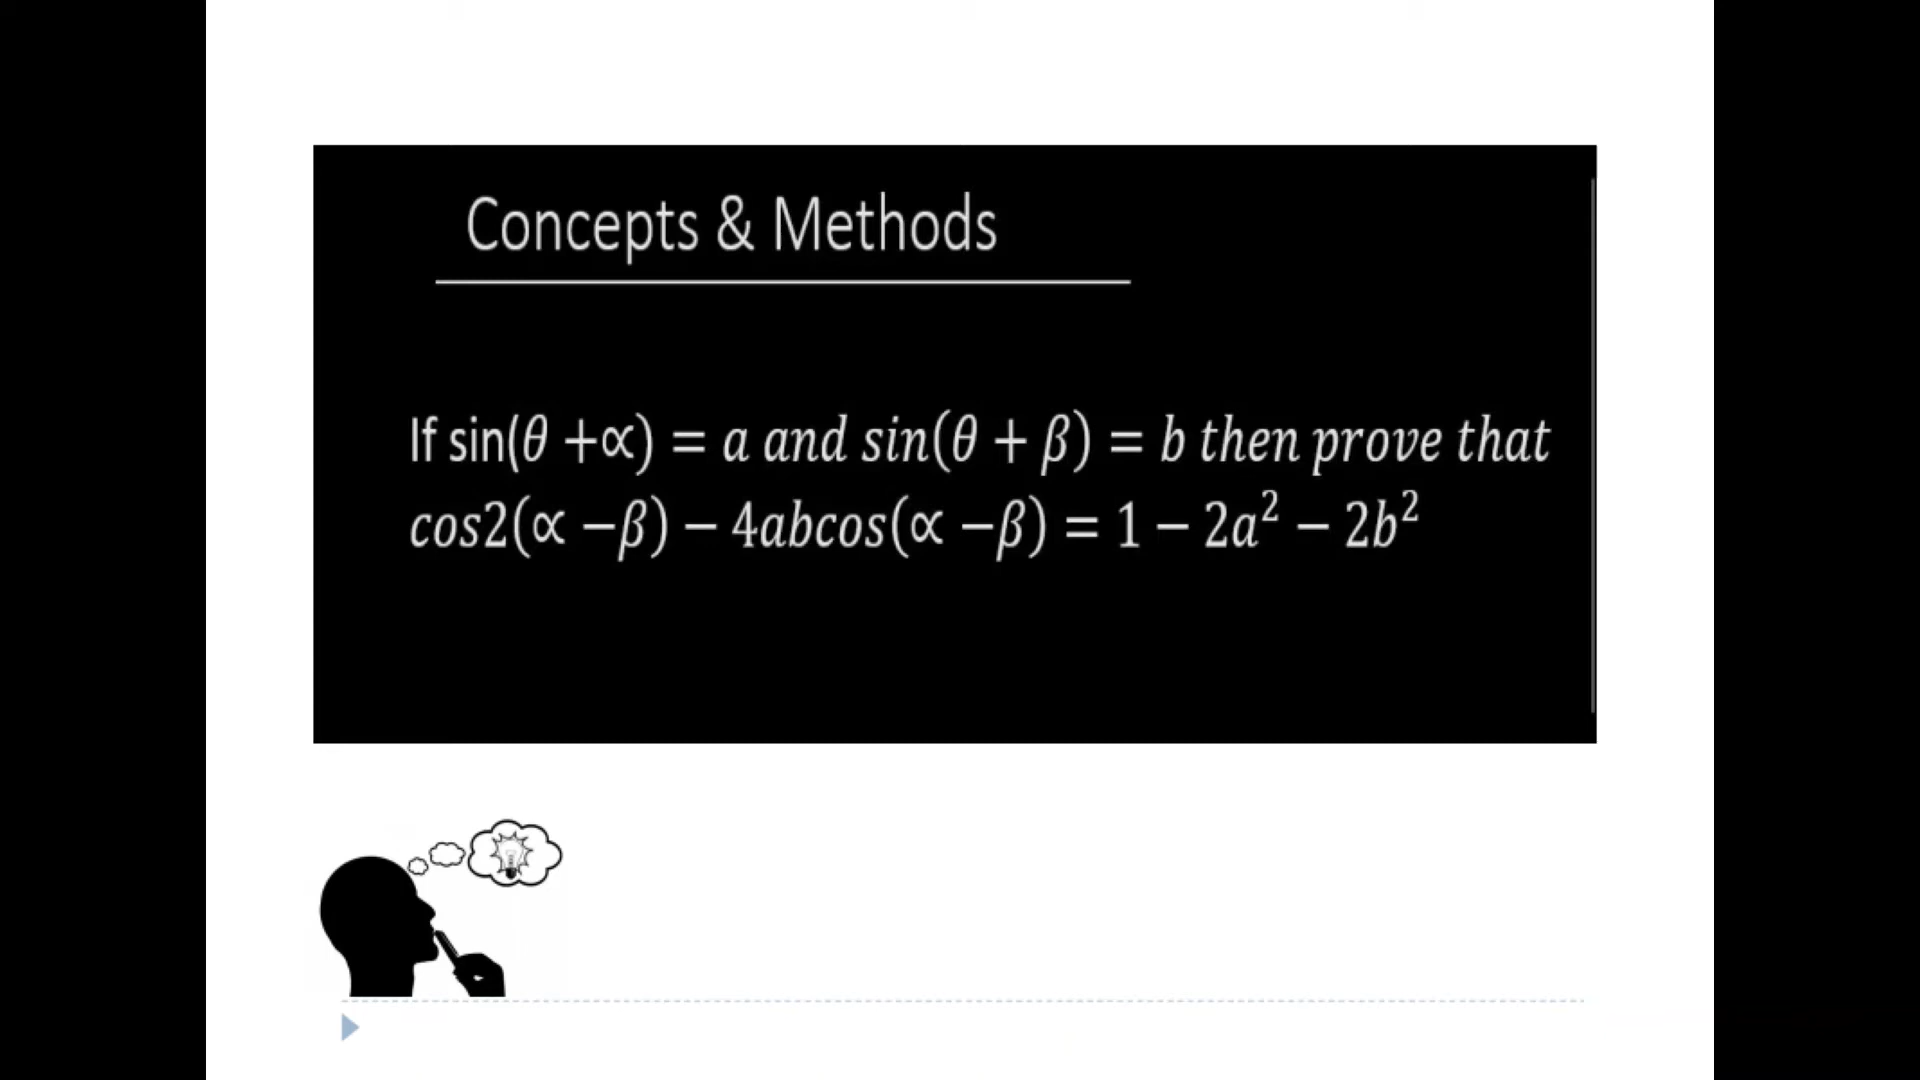 Concepts & Methods
If sin(θ +∝) = a and sin(θ + β) = b then prove that
cos2(∝ −β) − 4abcos(∝ −β) = 1 − 2a² − 2b²